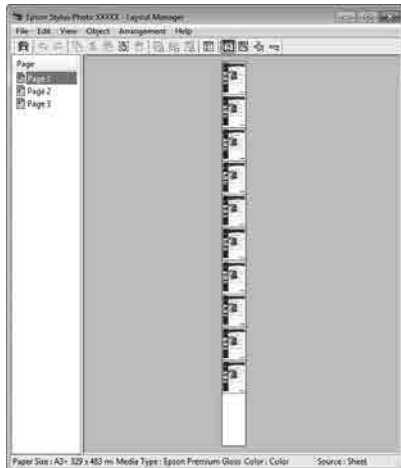 Epson Stylus Photo XXXXX : Layout Manager
File Edit View Object Arrangement Help
Page
Page 1
Page 2
Page 3
Paper Size : A3+ 329 x 483 mi Media Type : Epson Premium Gloss Color : Color Source : Sheet